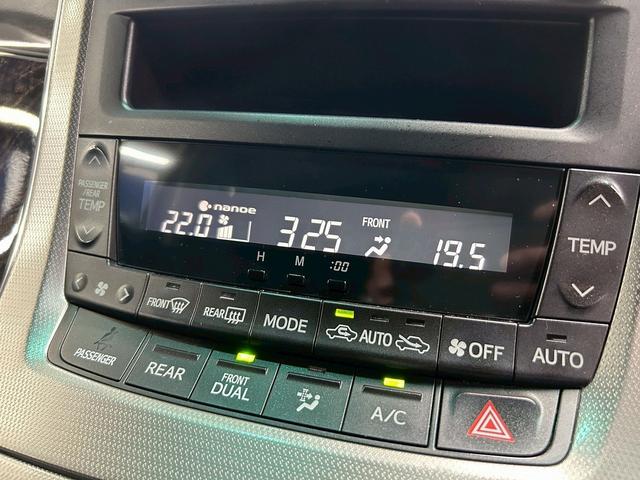 PASSENGER
/REAR
TEMP
nanoe
22.0
3:25
FRONT
19.5
H
M
:00
TEMP
FRONT
REAR
MODE
AUTO
OFF
AUTO
PASSENGER
REAR
FRONT
DUAL
A/C